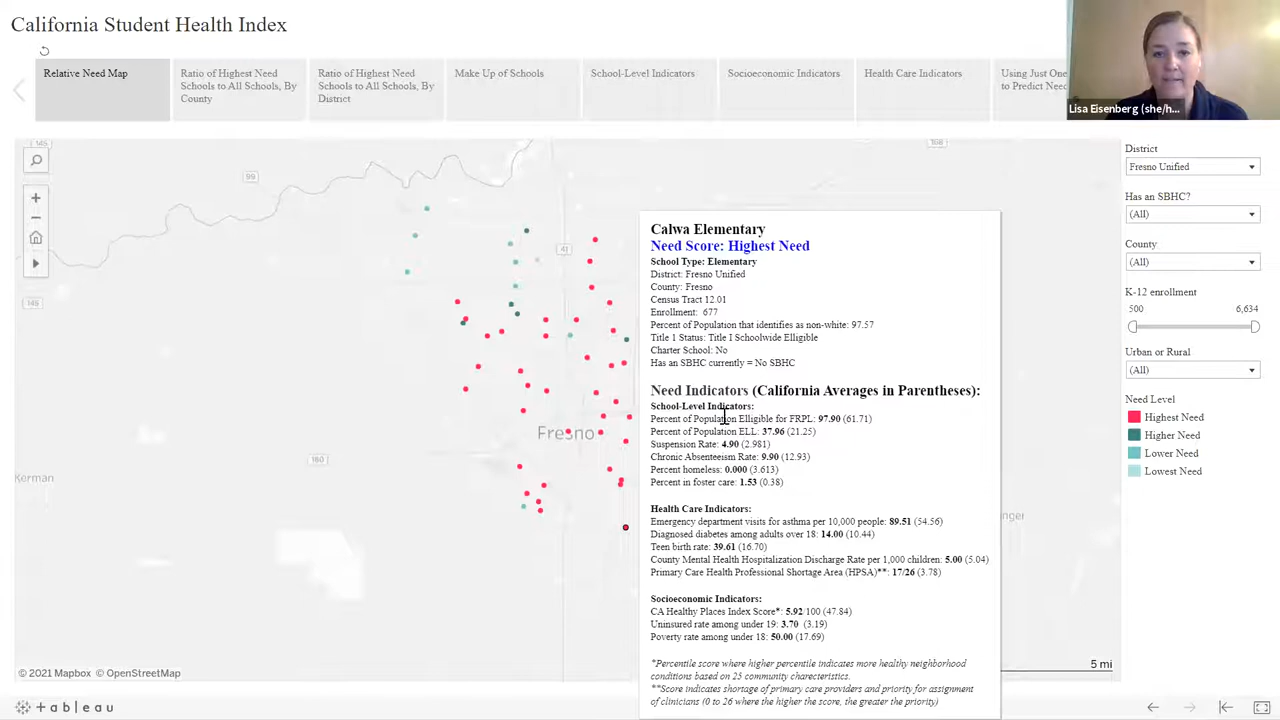 California Student Health Index
Relative Need Map
Ratio of Highest Need
Schools to All Schools, By
County
Ratio of Highest Need
Schools to All Schools, By
District
Make Up of Schools
School-Level Indicators
Socioeconomic Indicators
Health Care Indicators
Using Just One
to Predict Need
Lisa Eisenberg (she/h...
145
99
168
41
145
180
Fresno
Kerman
nger
Calwa Elementary
Need Score: Highest Need
School Type: Elementary
District: Fresno Unified
County: Fresno
Census Tract 12.01
Enrollment: 677
Percent of Population that identifies as non-white: 97.57
Title 1 Status: Title I Schoolwide Elligible
Charter School: No
Has an SBHC currently = No SBHC
Need Indicators (California Averages in Parentheses):
School-Level Indicators:
Percent of Population Elligible for FRPL: 97.90 (61.71)
Percent of Population ELL: 37.96 (21.25)
Suspension Rate: 4.90 (2.981)
Chronic Absenteeism Rate: 9.90 (12.93)
Percent homeless: 0.000 (3.613)
Percent in foster care: 1.53 (0.38)
Health Care Indicators:
Emergency department visits for asthma per 10,000 people: 89.51 (54.56)
Diagnosed diabetes among adults over 18: 14.00 (10.44)
Teen birth rate: 39.61 (16.70)
County Mental Health Hospitalization Discharge Rate per 1,000 children: 5.00 (5.04)
Primary Care Health Professional Shortage Area (HPSA)**: 17/26 (3.78)
Socioeconomic Indicators:
CA Healthy Places Index Score*: 5.92/100 (47.84)
Uninsured rate among under 19: 3.70 (3.19)
Poverty rate among under 18: 50.00 (17.69)
*Percentile score where higher percentile indicates more healthy neighborhood
conditions based on 25 community charecteristics.
**Score indicates shortage of primary care providers and priority for assignment
of clinicians (0 to 26 where the higher the score, the greater the priority)
District
Fresno Unified
Has an SBHC?
(All)
County
(All)
K-12 enrollment
500 6,634
Urban or Rural
(All)
Need Level
Highest Need
Higher Need
Lower Need
Lowest Need
© 2021 Mapbox © OpenStreetMap
5 mi
+ a b l e a u